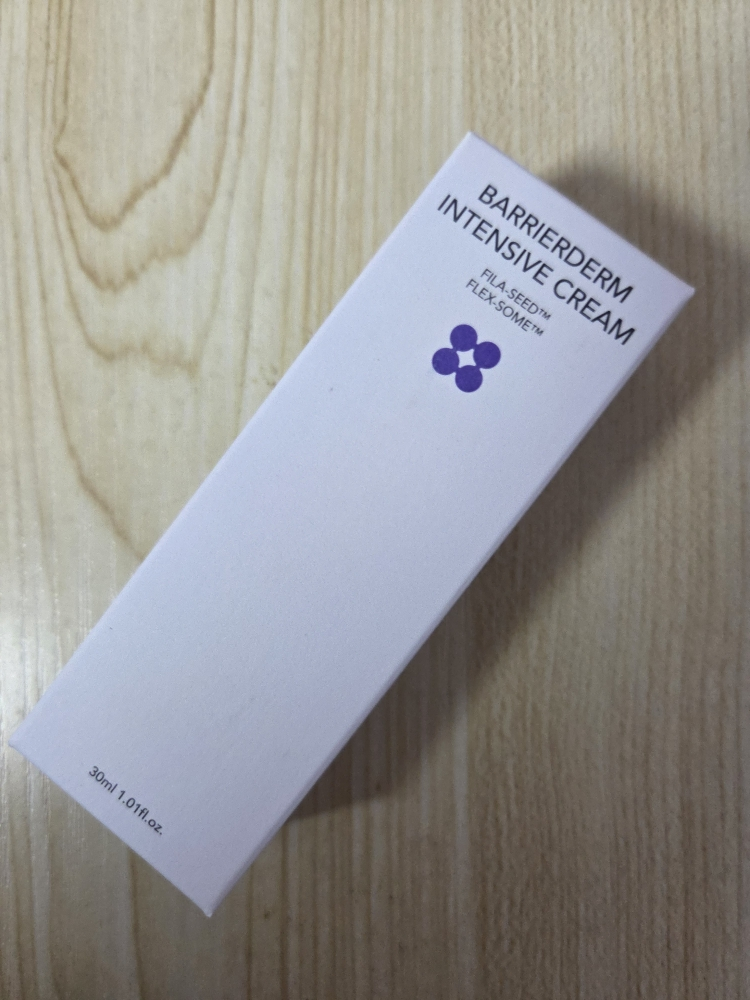 BARRIERDERM
INTENSIVE CREAM
FILA-SEED™
FLEX-SOME™
30ml 1.01fl.oz.